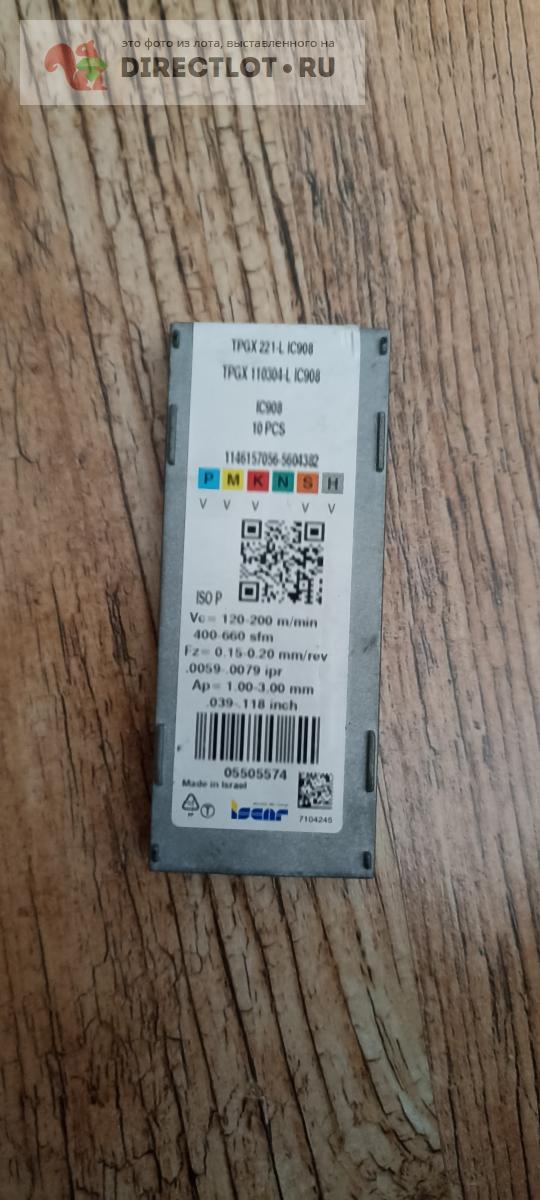 это фото из лота, выставленного на
DIRECTLOT.RU
TPGX 221-L IC908
TPGX 110304-L IC908
IC908
10 PCS
1146157056-5604382
P M K N S H
V V V V V
ISO P
Vc= 120-200 m/min
400-660 sfm
Fz= 0.15-0.20 mm/rev
.0059-.0079 ipr
Ap= 1.00-3.00 mm
.039-.118 inch
05505574
Made in Israel
iscar
7104245